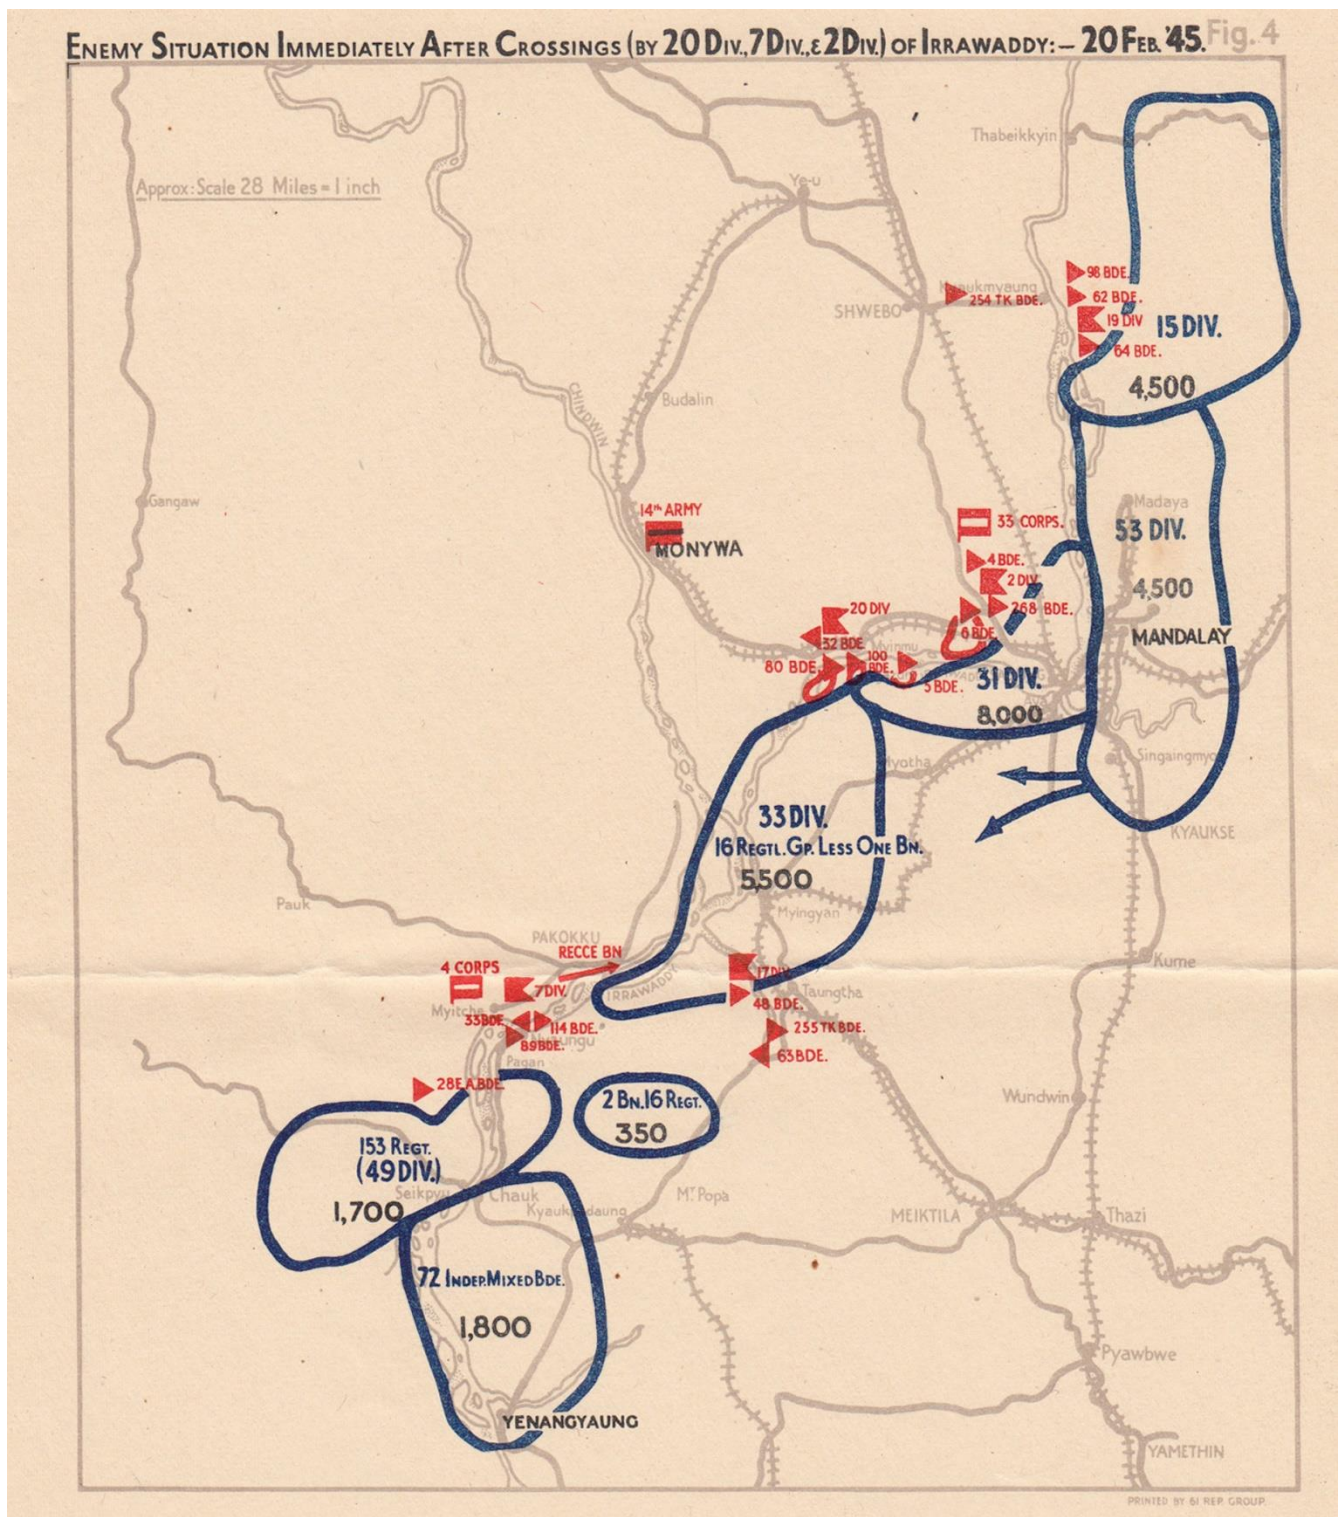 ENEMY SITUATION IMMEDIATELY AFTER CROSSINGS (BY 20 DIV., 7 DIV., & 2 DIV.) OF IRRAWADDY:– 20 FEB. '45.
Fig. 4
Thabeikkyin
Approx: Scale 28 Miles = 1 inch
Ye-u
98 BDE.
62 BDE.
254 TK BDE.
SHWEBO
19 DIV
15 DIV.
64 BDE.
4,500
Budalin
CHINDWIN
Gangaw
Madaya
14th ARMY
33 CORPS.
53 DIV.
MONYWA
4 BDE.
2 DIV
4,500
20 DIV
268 BDE.
6 BDE
MANDALAY
32 BDE
Myinmu
80 BDE
100 BDE.
5 BDE.
31 DIV.
8,000
Singaingmyo
Myotha
33 DIV.
KYAUKSE
16 REGTL. GP. LESS ONE BN.
5,500
Pauk
Myingyan
PAKOKKU
RECCE BN
Kume
4 CORPS
17 DIV
7 DIV.
IRRAWADDY
Taungtha
48 BDE.
Myitche
33 BDE
114 BDE.
255 TK BDE.
Nyaungu
89 BDE.
63 BDE.
Pagan
28 E.A. BDE.
Wundwin
2 BN. 16 REGT.
350
153 REGT.
(49 DIV.)
Seikpyu
Chauk
Mt. Popa
1,700
Kyaukpadaung
MEIKTILA
Thazi
72 INDEP. MIXED BDE.
1,800
Pyawbwe
YENANGYAUNG
YAMETHIN
PRINTED BY 61 REP. GROUP.